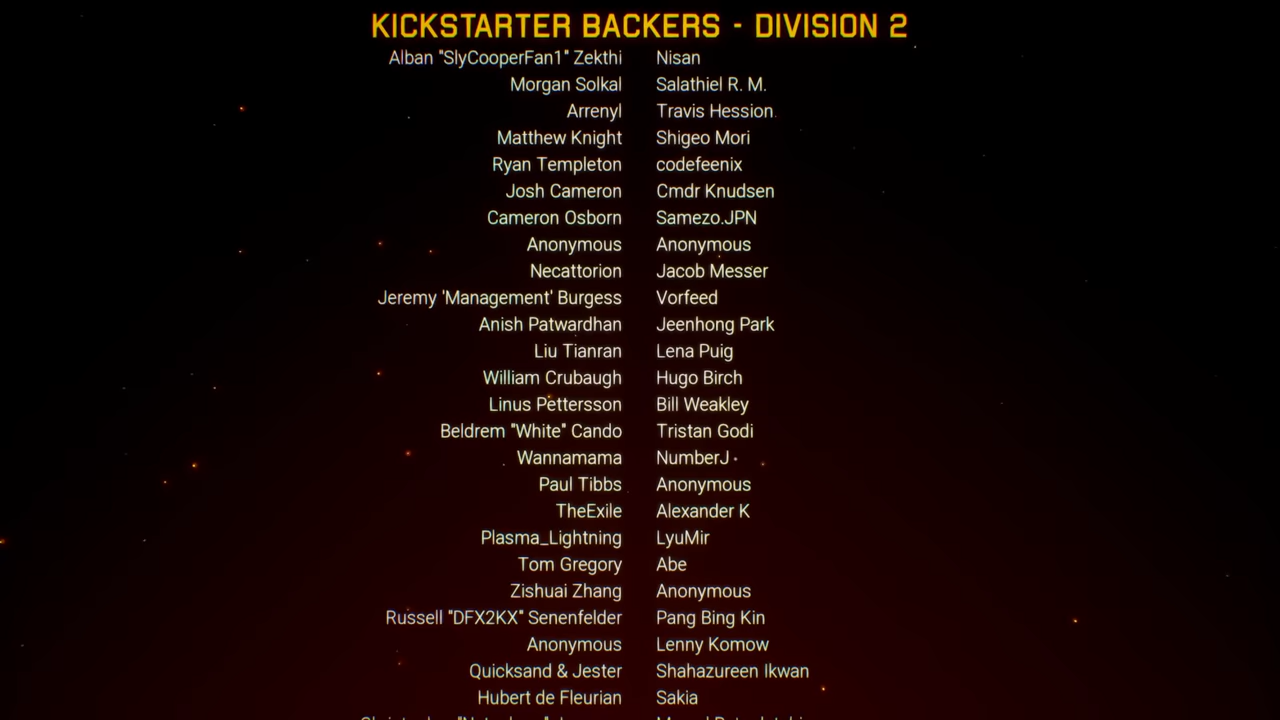 KICKSTARTER BACKERS - DIVISION 2
Alban "SlyCooperFan1" Zekthi Nisan
Morgan Solkal Salathiel R. M.
Arrenyl Travis Hession
Matthew Knight Shigeo Mori
Ryan Templeton codefeenix
Josh Cameron Cmdr Knudsen
Cameron Osborn Samezo.JPN
Anonymous Anonymous
Necattorion Jacob Messer
Jeremy 'Management' Burgess Vorfeed
Anish Patwardhan Jeenhong Park
Liu Tianran Lena Puig
William Crubaugh Hugo Birch
Linus Pettersson Bill Weakley
Beldrem "White" Cando Tristan Godi
Wannamama NumberJ
Paul Tibbs Anonymous
TheExile Alexander K
Plasma_Lightning LyuMir
Tom Gregory Abe
Zishuai Zhang Anonymous
Russell "DFX2KX" Senenfelder Pang Bing Kin
Anonymous Lenny Komow
Quicksand & Jester Shahazureen Ikwan
Hubert de Fleurian Sakia